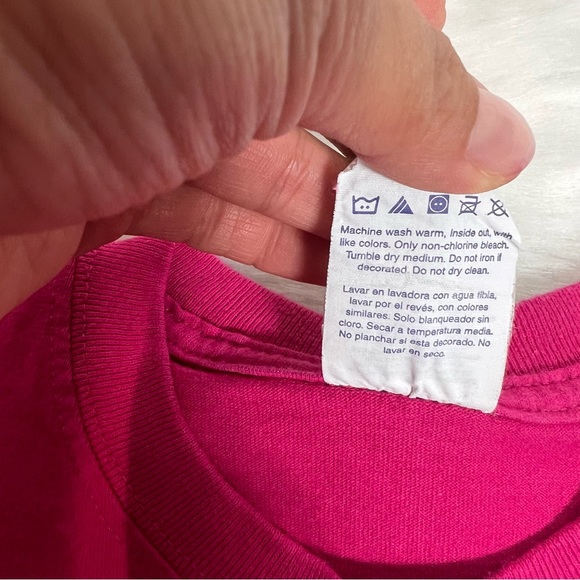 Machine wash warm, Inside out, with
like colors. Only non-chlorine bleach.
Tumble dry medium. Do not iron if
decorated. Do not dry clean.
Lavar en lavadora con agua tibia,
lavar por el revés, con colores
similares. Solo blanqueador sin
cloro. Secar a temperatura media.
No planchar si esta decorado. No
lavar en seco.